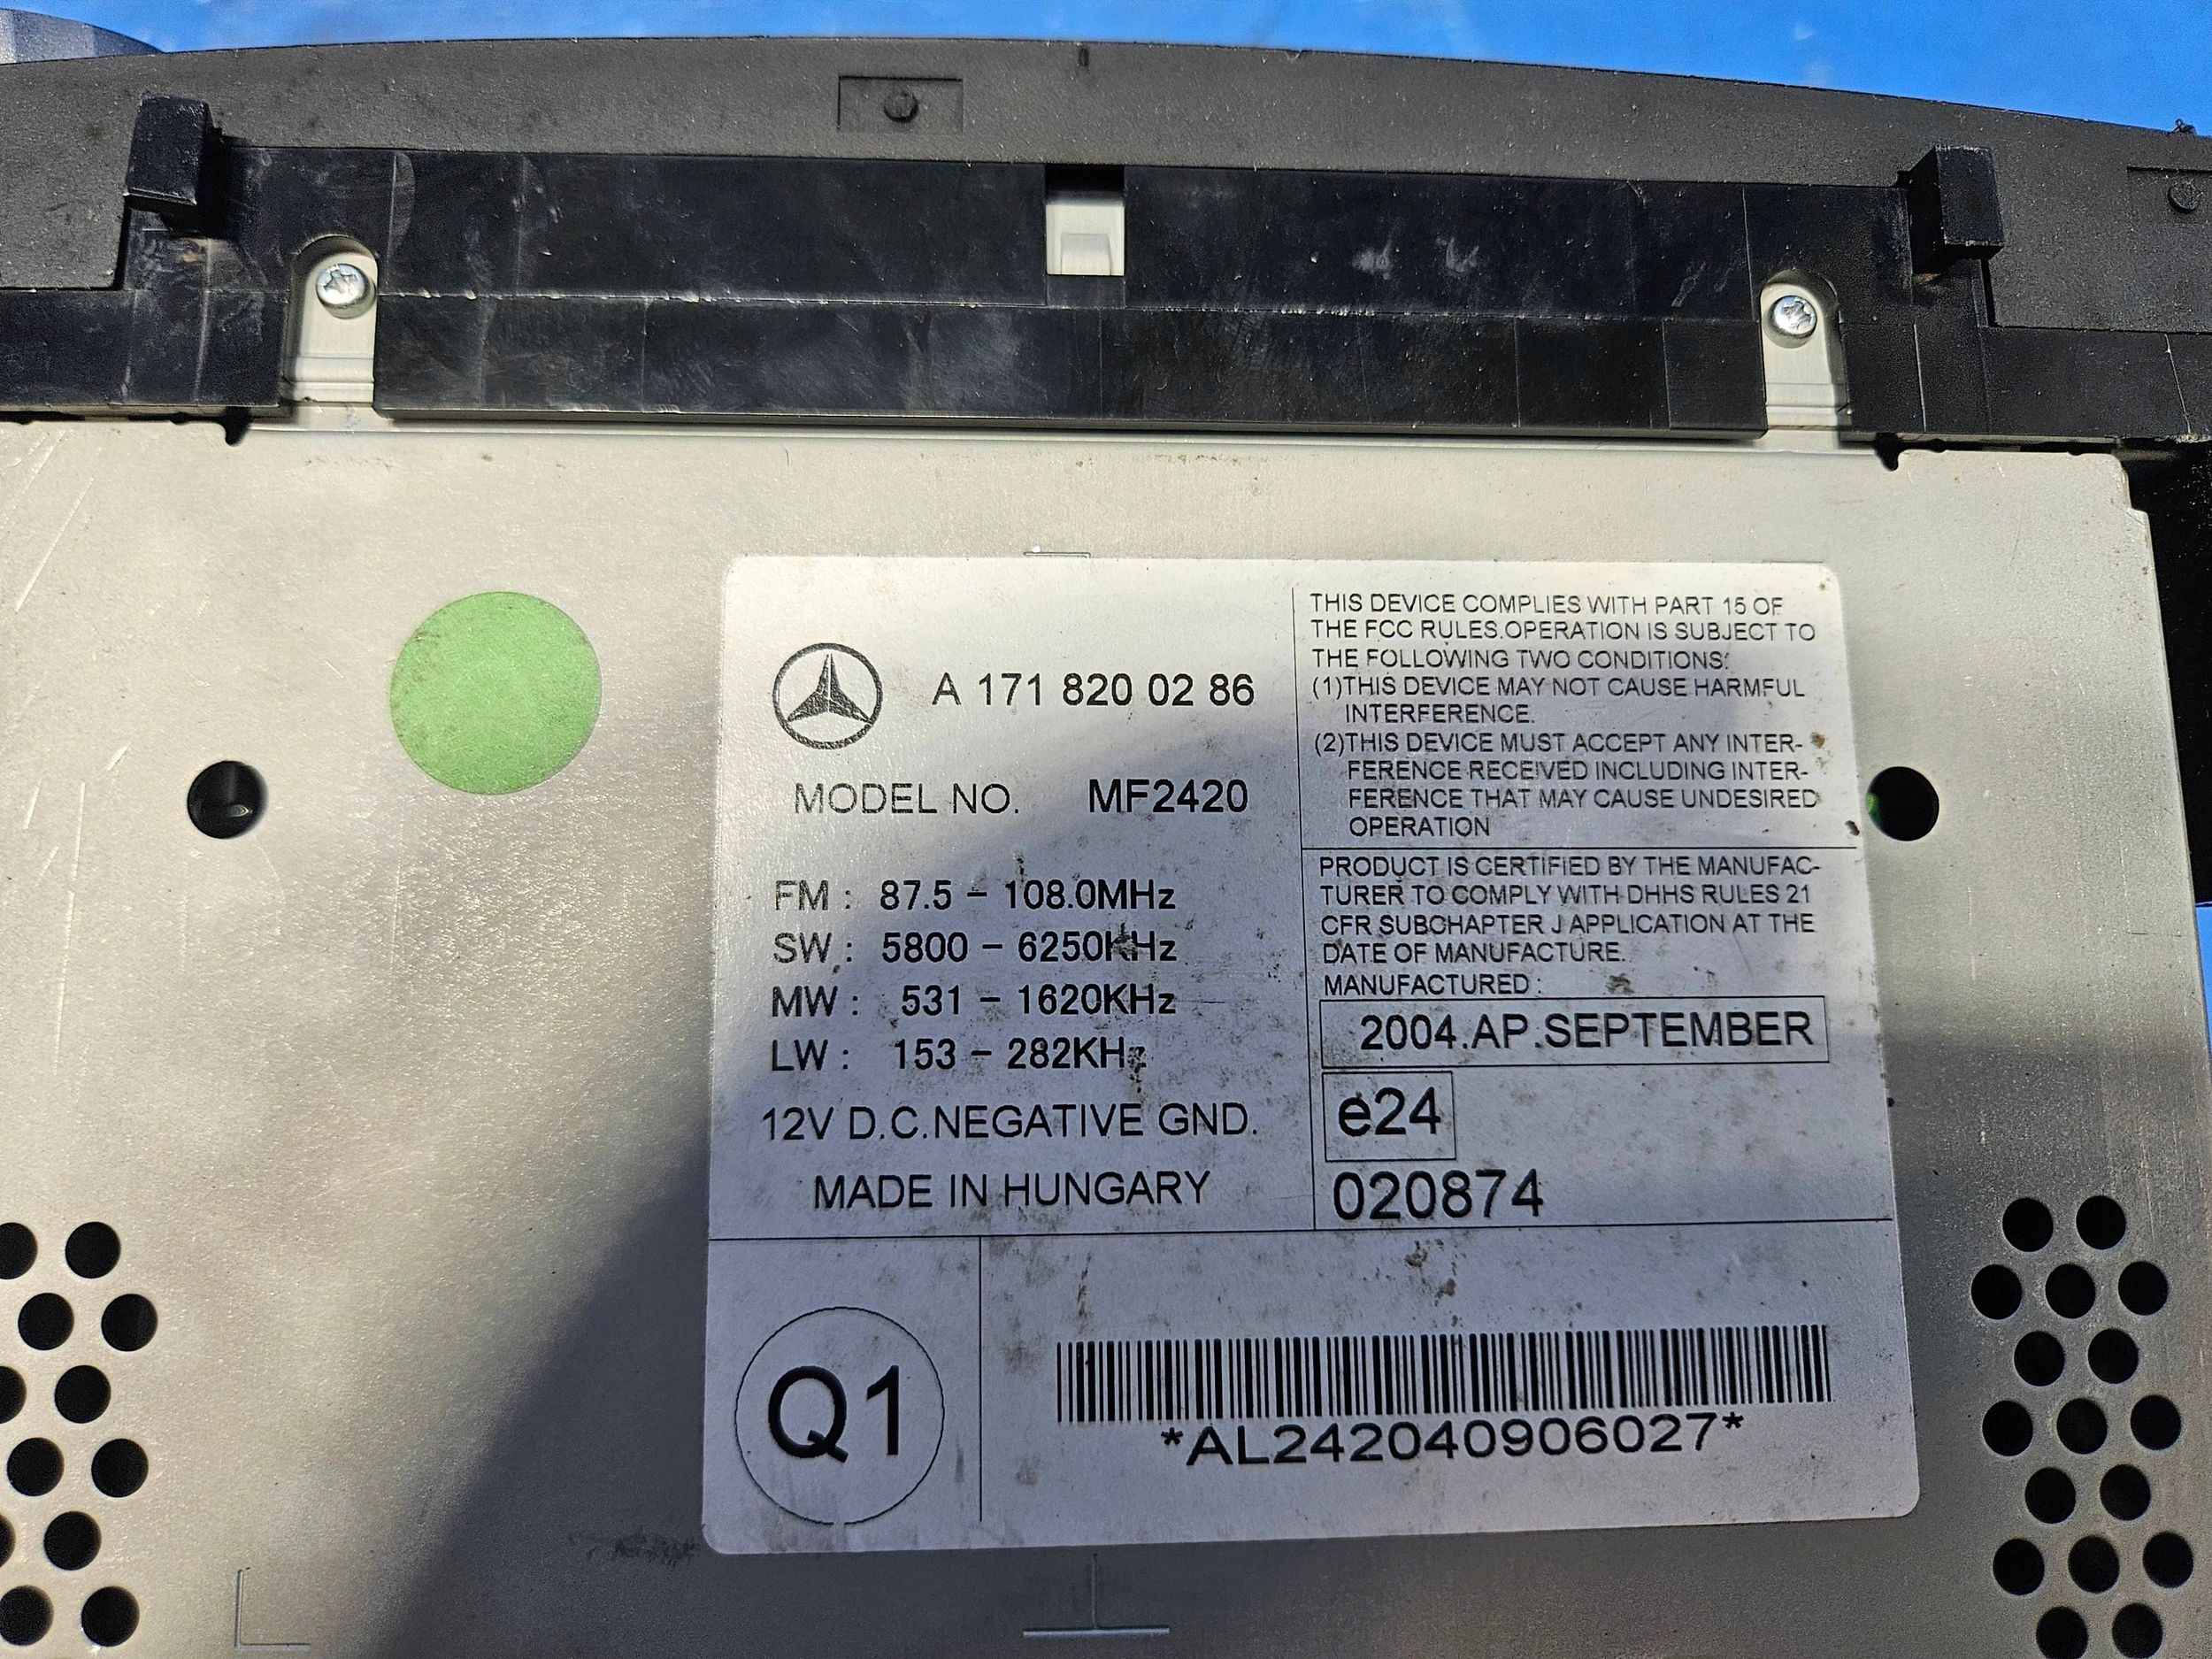 A 171 820 02 86
MODEL NO. MF2420
FM : 87.5 – 108.0MHz
SW : 5800 – 6250KHz
MW : 531 – 1620KHz
LW : 153 – 282KHz
12V D.C.NEGATIVE GND.
MADE IN HUNGARY
THIS DEVICE COMPLIES WITH PART 15 OF
THE FCC RULES.OPERATION IS SUBJECT TO
THE FOLLOWING TWO CONDITIONS:
(1)THIS DEVICE MAY NOT CAUSE HARMFUL
INTERFERENCE.
(2)THIS DEVICE MUST ACCEPT ANY INTER-
FERENCE RECEIVED INCLUDING INTER-
FERENCE THAT MAY CAUSE UNDESIRED
OPERATION
PRODUCT IS CERTIFIED BY THE MANUFAC-
TURER TO COMPLY WITH DHHS RULES 21
CFR SUBCHAPTER J APPLICATION AT THE
DATE OF MANUFACTURE.
MANUFACTURED :
2004.AP.SEPTEMBER
e24
020874
Q1
*AL242040906027*